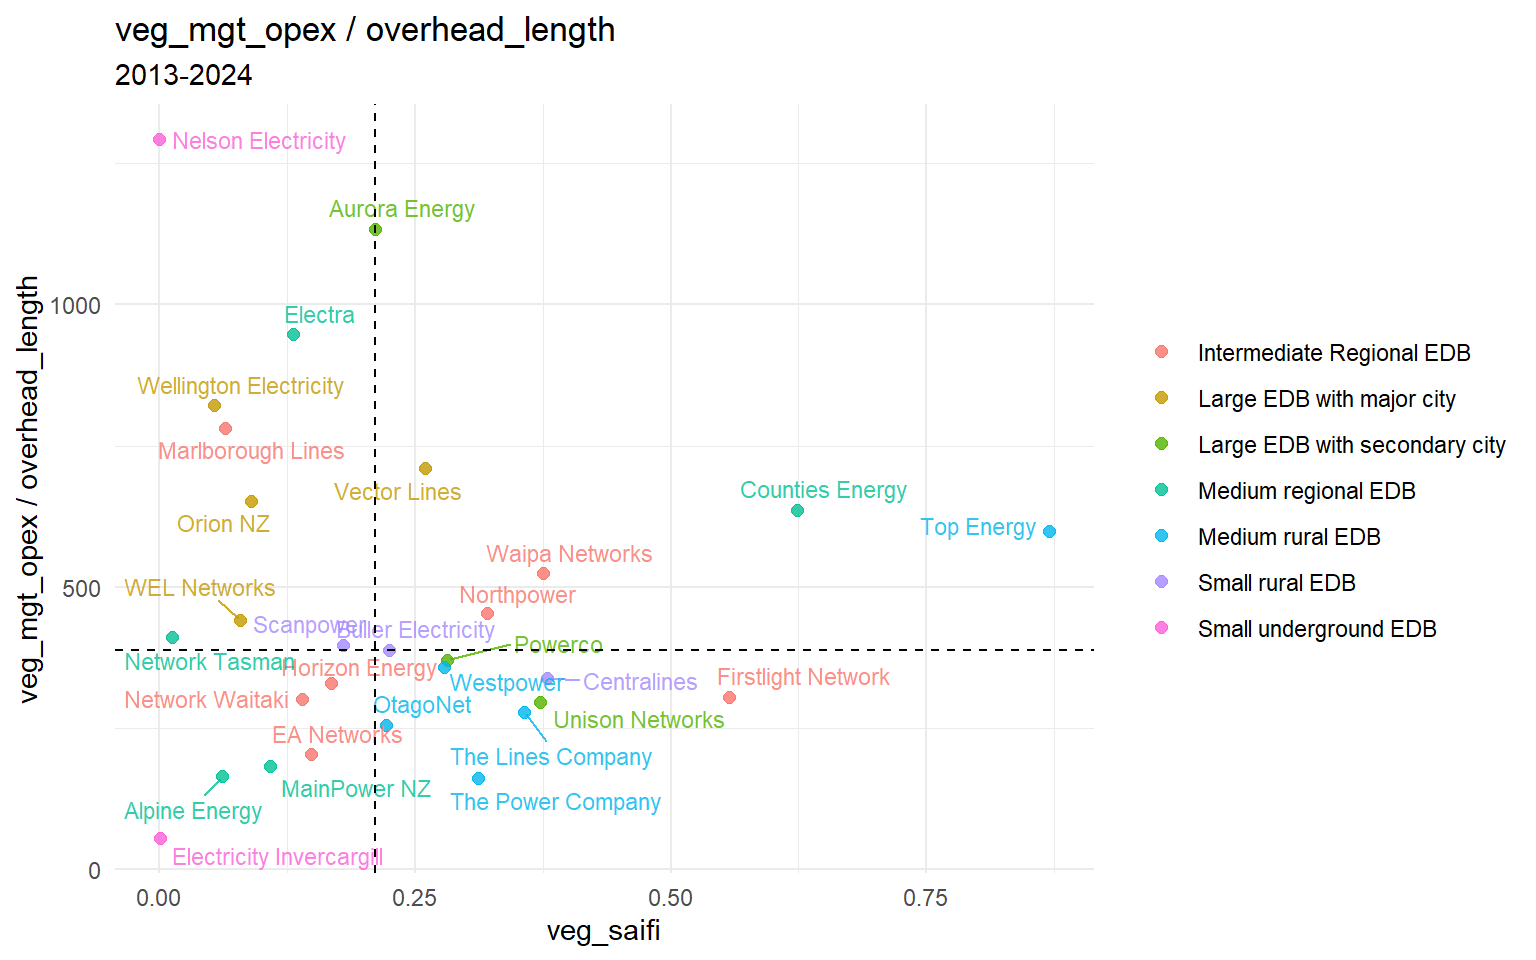 veg_mgt_opex / overhead_length
2013-2024
veg_mgt_opex / overhead_length
1000
500
0
Nelson Electricity
Aurora Energy
Electra
Wellington Electricity
Marlborough Lines
Vector Lines
Counties Energy
Orion NZ
Top Energy
Waipa Networks
WEL Networks
Northpower
Scanpower
Buller Electricity
Powerco
Network Tasman
Horizon Energy
Westpower
Centralines
Firstlight Network
Network Waitaki
OtagoNet
Unison Networks
EA Networks
The Lines Company
MainPower NZ
The Power Company
Alpine Energy
Electricity Invercargill
0.00
0.25
0.50
0.75
veg_saifi
Intermediate Regional EDB
Large EDB with major city
Large EDB with secondary city
Medium regional EDB
Medium rural EDB
Small rural EDB
Small underground EDB